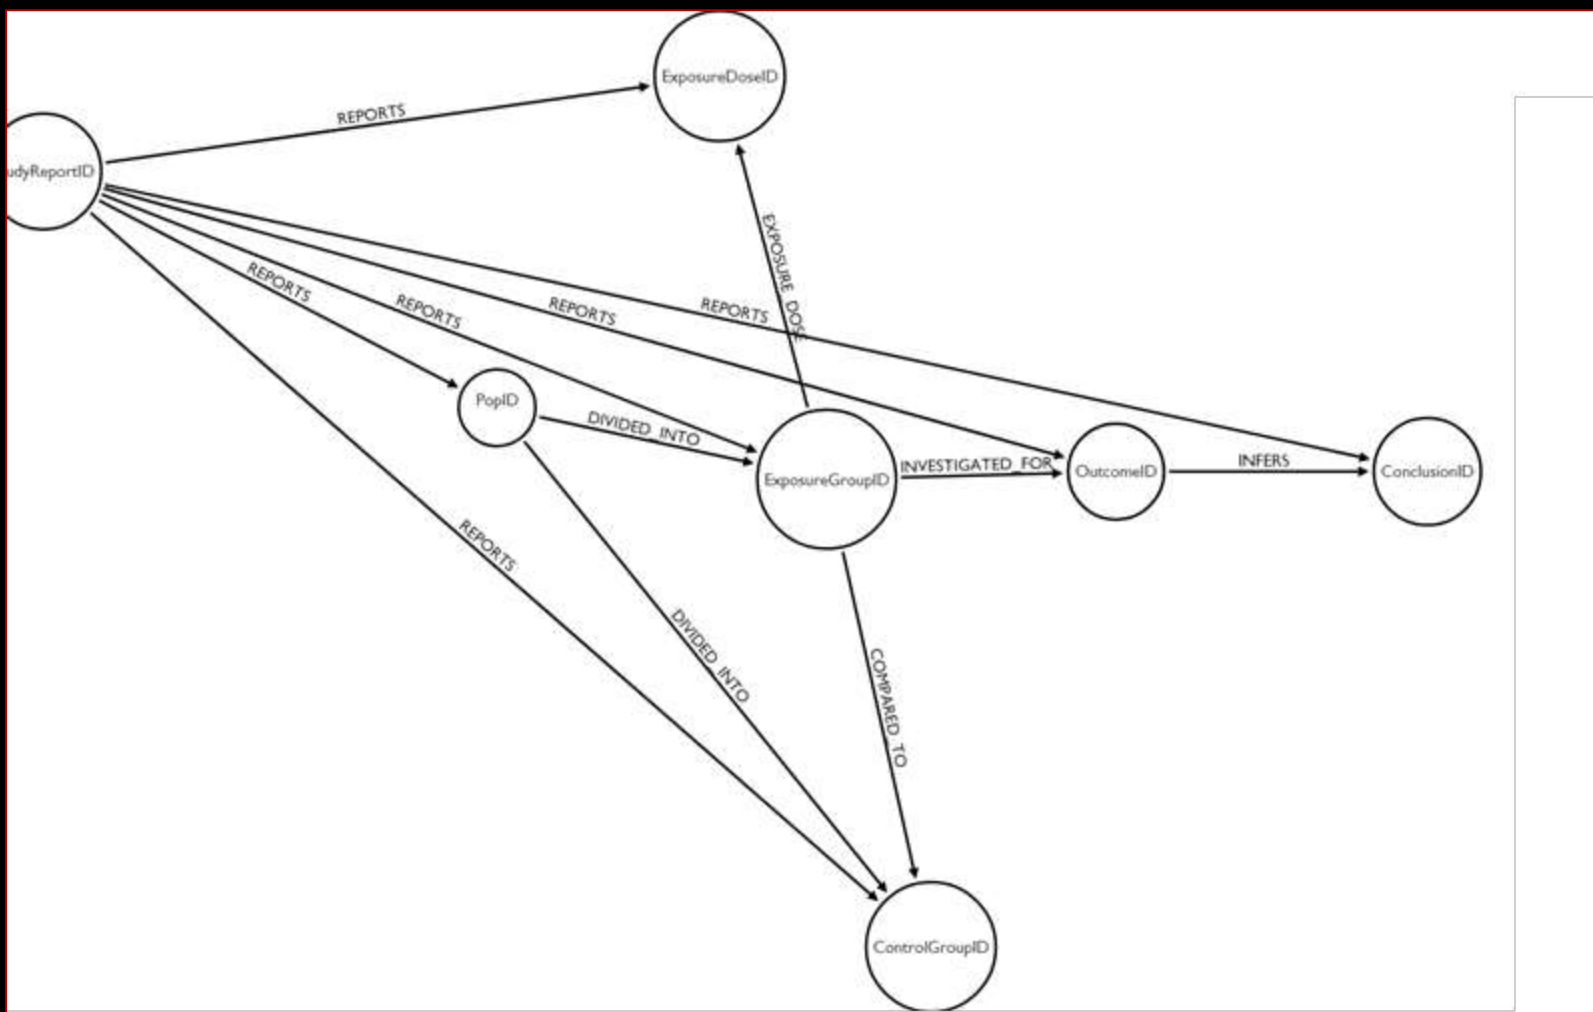 ExposureDoseID
REPORTS
udyReportID
EXPOSURE_DOSE
REPORTS
REPORTS
REPORTS
REPORTS
PopID
DIVIDED_INTO
ExposureGroupID
INVESTIGATED_FOR
OutcomeID
INFERS
ConclusionID
REPORTS
DIVIDED_INTO
COMPARED_TO
ControlGroupID